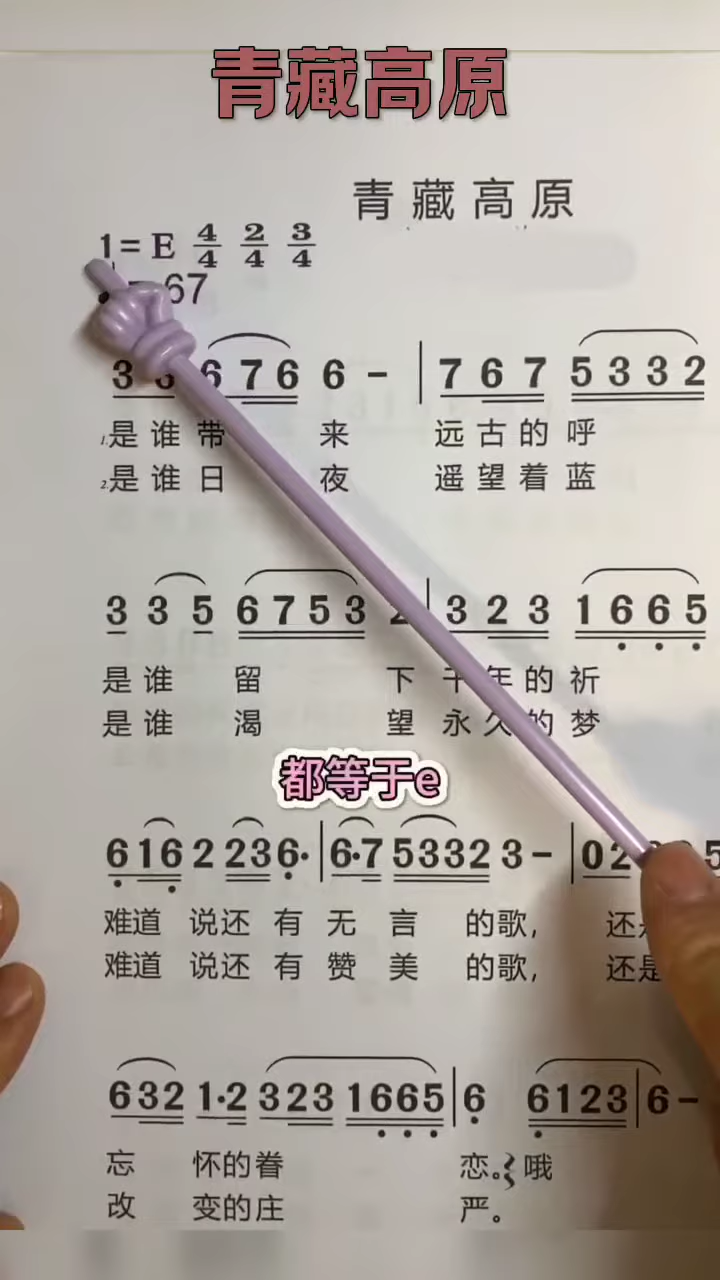 青藏高原
青藏高原
1=E 4/4 2/4 3/4
67
3 6 7 6 6 - | 7 6 7 5 3 3 2
1.是谁带来 远古的呼
2.是谁日夜 遥望着蓝
3 3 5 6 7 5 3 2 | 3 2 3 1 6 6 5
是谁留下千年的祈
是谁渴望永久的梦
都等于e
6 1 6 2 2 3 6· | 6·7 5 3 3 2 3 - | 0 2 5
难道 说还 有 无 言 的歌, 还是
难道 说还 有 赞 美 的歌, 还是
6 3 2 1·2 3 2 3 1 6 6 5 | 6 6 1 2 3 | 6 -
忘 怀的眷 恋。哦
改 变的庄 严。